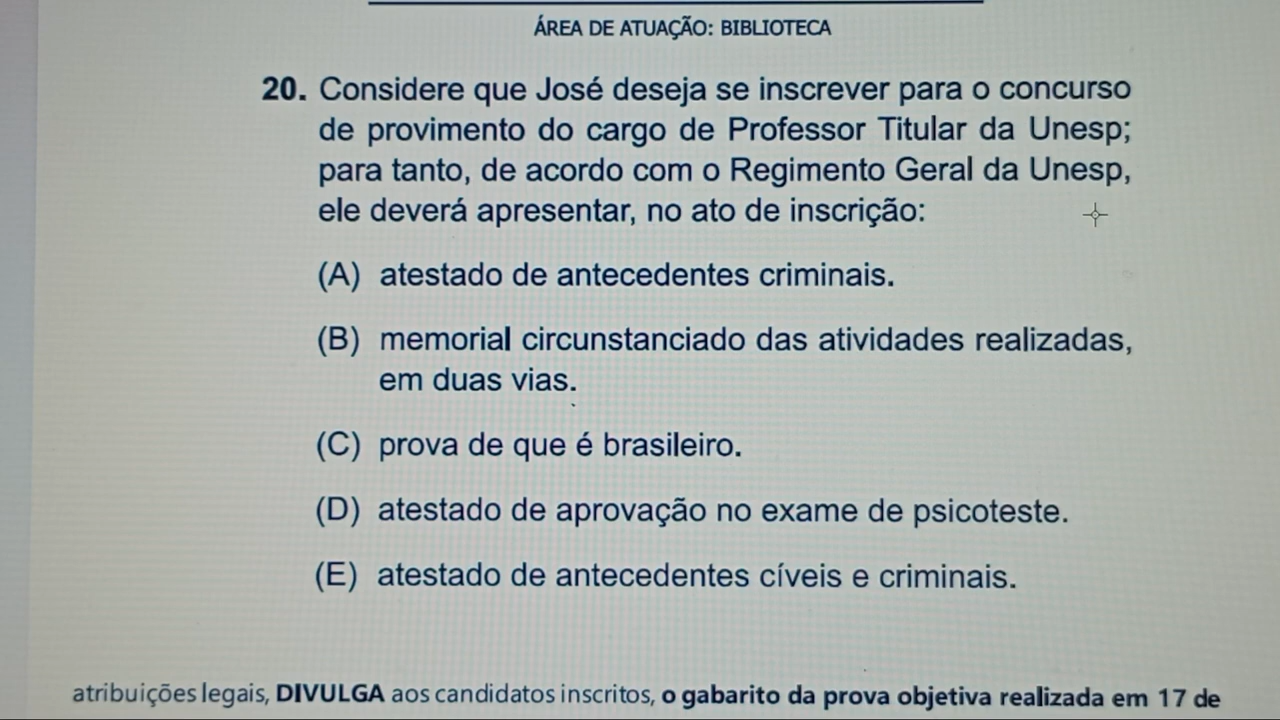 ÁREA DE ATUAÇÃO: BIBLIOTECA
20. Considere que José deseja se inscrever para o concurso
de provimento do cargo de Professor Titular da Unesp;
para tanto, de acordo com o Regimento Geral da Unesp,
ele deverá apresentar, no ato de inscrição:
(A) atestado de antecedentes criminais.
(B) memorial circunstanciado das atividades realizadas,
em duas vias.
(C) prova de que é brasileiro.
(D) atestado de aprovação no exame de psicoteste.
(E) atestado de antecedentes cíveis e criminais.
atribuições legais, DIVULGA aos candidatos inscritos, o gabarito da prova objetiva realizada em 17 de